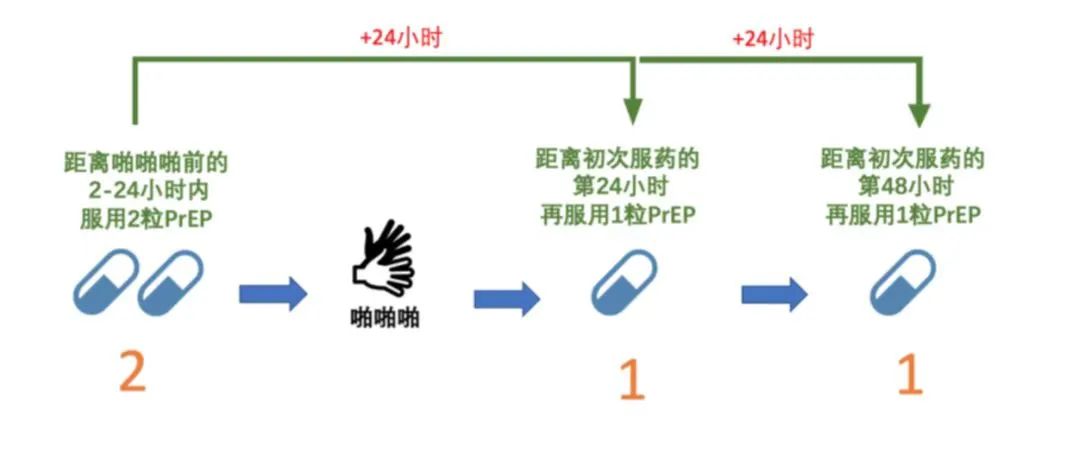 +24小时
+24小时
距离啪啪啪前的
2-24小时内
服用2粒PrEP
距离初次服药的
第24小时
再服用1粒PrEP
距离初次服药的
第48小时
再服用1粒PrEP
啪啪啪
2
1
1